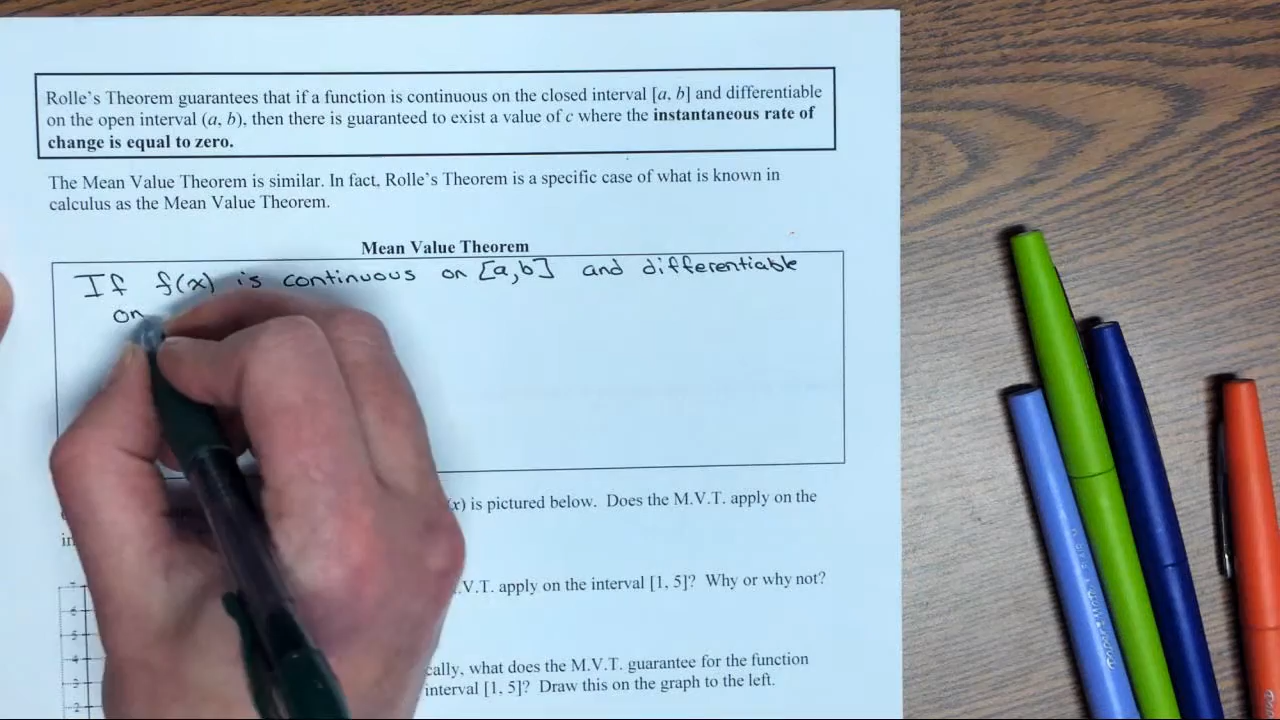 Rolle's Theorem guarantees that if a function is continuous on the closed interval [a, b] and differentiable
on the open interval (a, b), then there is guaranteed to exist a value of c where the instantaneous rate of
change is equal to zero.
The Mean Value Theorem is similar. In fact, Rolle's Theorem is a specific case of what is known in
calculus as the Mean Value Theorem.
Mean Value Theorem
If f(x) is continuous on [a,b] and differentiable
on
(x) is pictured below. Does the M.V.T. apply on the
.V.T. apply on the interval [1, 5]? Why or why not?
cally, what does the M.V.T. guarantee for the function
interval [1, 5]? Draw this on the graph to the left.
5
4
3
2